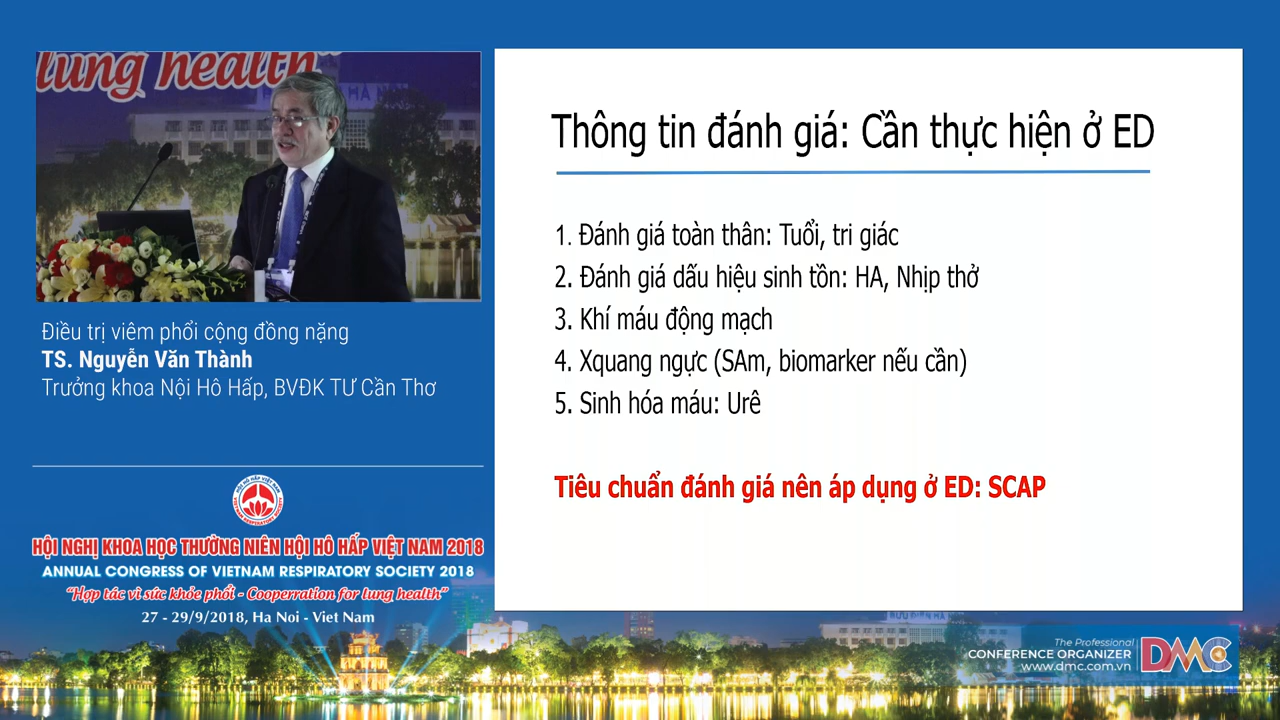 lung health"
Điều trị viêm phổi cộng đồng nặng
TS. Nguyễn Văn Thành
Trưởng khoa Nội Hô Hấp, BVĐK TƯ Cần Thơ
HỘI NGHỊ KHOA HỌC THƯỜNG NIÊN HỘI HÔ HẤP VIỆT NAM 2018
ANNUAL CONGRESS OF VIETNAM RESPIRATORY SOCIETY 2018
"Hợp tác vì sức khỏe phổi - Cooperration for lung health"
27 - 29/9/2018, Ha Noi - Viet Nam
Thông tin đánh giá: Cần thực hiện ở ED
1. Đánh giá toàn thân: Tuổi, tri giác
2. Đánh giá dấu hiệu sinh tồn: HA, Nhịp thở
3. Khí máu động mạch
4. Xquang ngực (SAm, biomarker nếu cần)
5. Sinh hóa máu: Urê
Tiêu chuẩn đánh giá nên áp dụng ở ED: SCAP
The Professional
CONFERENCE ORGANIZER
www.dmc.com.vn
DMC